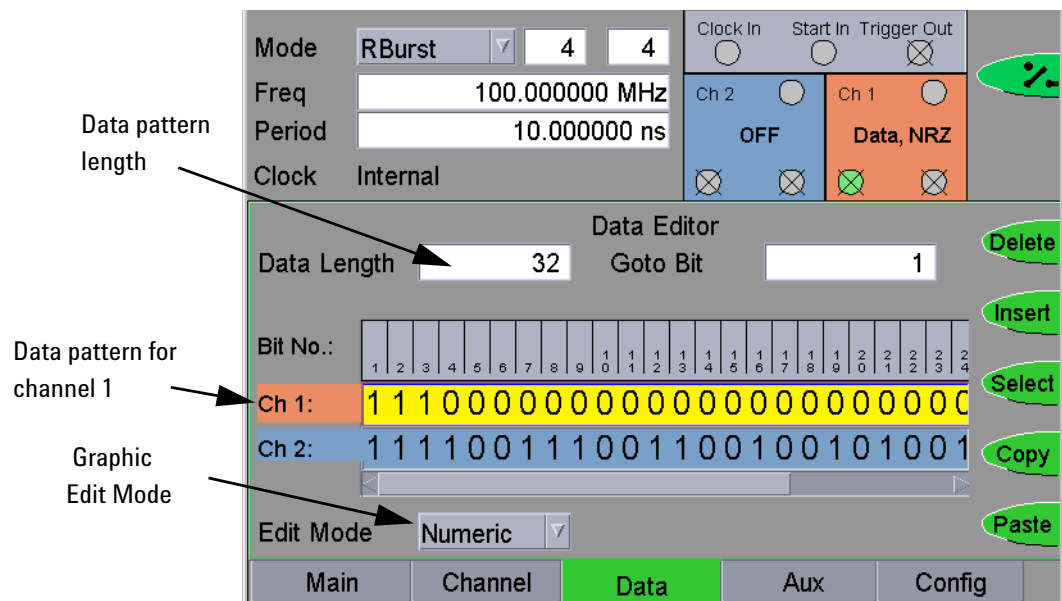 Mode RBurst 4 4
Freq 100.000000 MHz
Period 10.000000 ns
Clock Internal
Clock In Start In Trigger Out
Ch 2 Ch 1
OFF Data, NRZ
Data pattern
length
Data Editor
Data Length 32 Goto Bit 1
Delete
Insert
Select
Copy
Paste
Data pattern for
channel 1
Bit No.: 1 2 3 4 5 6 7 8 9 10 11 12 13 14 15 16 17 18 19 20 21 22 23 24
Ch 1: 1 1 1 0 0 0 0 0 0 0 0 0 0 0 0 0 0 0 0 0 0 0 0 0
Ch 2: 1 1 1 1 0 0 1 1 1 0 0 1 1 0 0 1 0 0 1 0 1 0 0 1
Graphic
Edit Mode
Edit Mode Numeric
Main Channel Data Aux Config